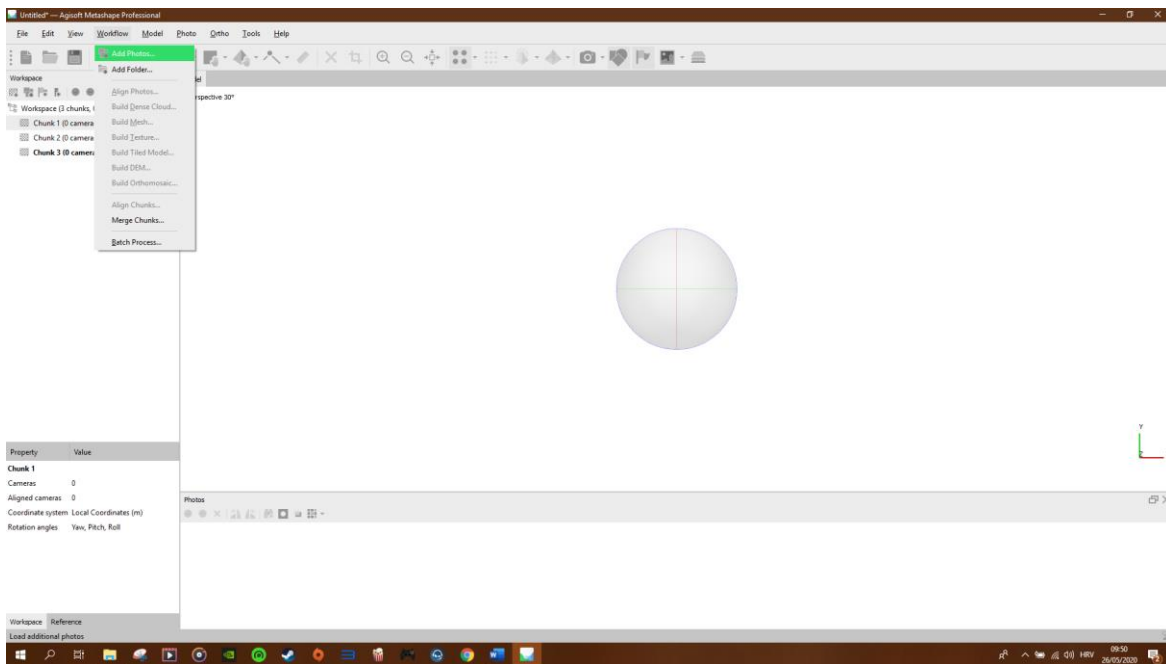 Untitled* — Agisoft Metashape Professional
File Edit View Workflow Model Photo Ortho Tools Help
Add Photos...
Add Folder...
Align Photos...
Build Dense Cloud...
Build Mesh...
Build Texture...
Build Tiled Model...
Build DEM...
Build Orthomosaic...
Align Chunks...
Merge Chunks...
Batch Process...
Workspace
Workspace (3 chunks,
Chunk 1 (0 camera
Chunk 2 (0 camera
Chunk 3 (0 camera
rspective 30°
Y
Property Value
Chunk 1
Cameras 0
Aligned cameras 0
Coordinate system Local Coordinates (m)
Rotation angles Yaw, Pitch, Roll
Photos
Workspace Reference
Load additional photos
HRV
09:50
26/05/2020